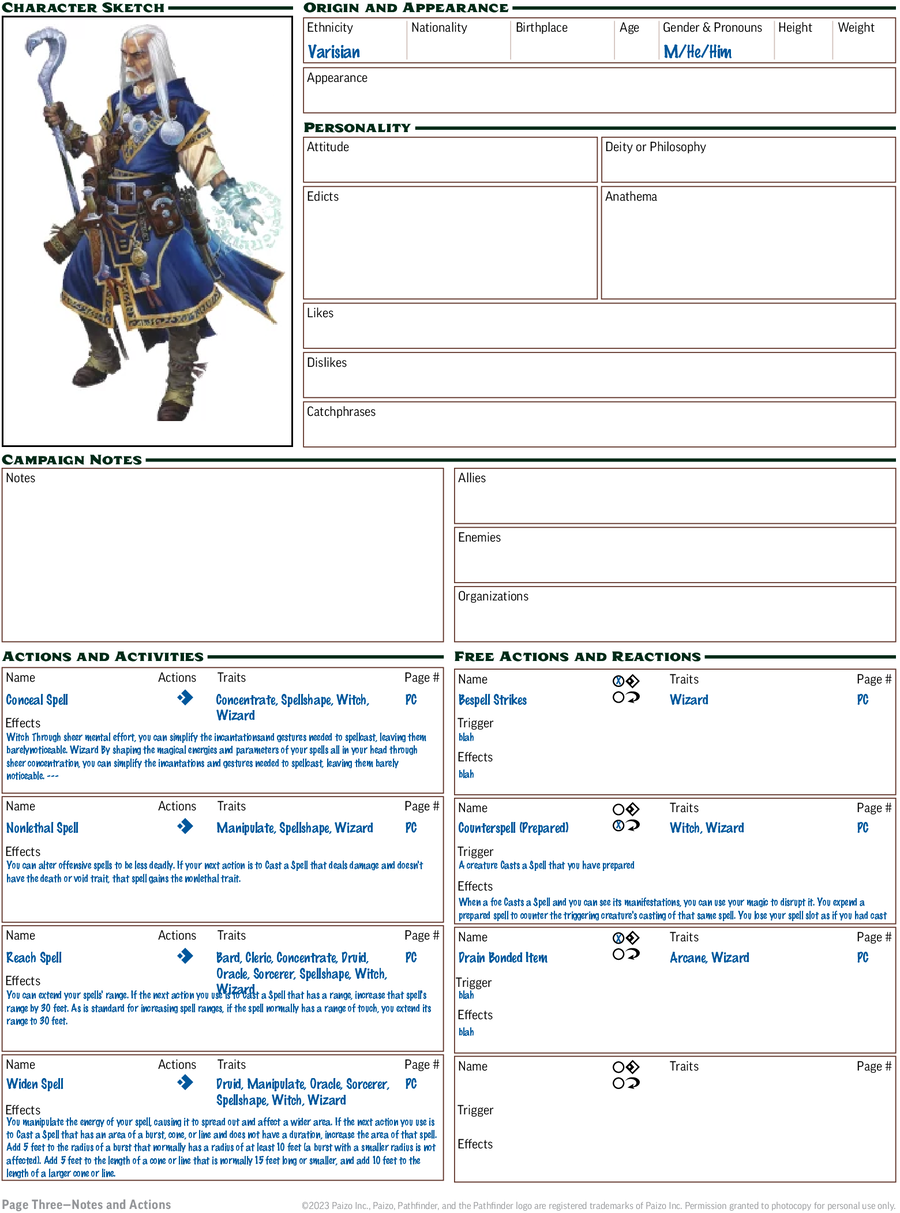 CHARACTER SKETCH
ORIGIN AND APPEARANCE
Ethnicity Nationality Birthplace Age Gender & Pronouns Height Weight
Varisian M/He/Him
Appearance
PERSONALITY
Attitude Deity or Philosophy
Edicts Anathema
Likes
Dislikes
Catchphrases
CAMPAIGN NOTES
Notes
Allies
Enemies
Organizations
ACTIONS AND ACTIVITIES
Name Actions Traits Page #
Conceal Spell Concentrate, Spellshape, Witch, PC
Wizard
Effects
Witch Through sheer mental effort, you can simplify the incantationsand gestures needed to spellcast, leaving them
barelynoticeable. Wizard By shaping the magical energies and parameters of your spells all in your head through
sheer concentration, you can simplify the incantations and gestures needed to spellcast, leaving them barely
noticeable. ---
Name Actions Traits Page #
Nonlethal Spell Manipulate, Spellshape, Wizard PC
Effects
You can alter offensive spells to be less deadly. If your next action is to Cast a Spell that deals damage and doesn't
have the death or void trait, that spell gains the nonlethal trait.
Name Actions Traits Page #
Reach Spell Bard, Cleric, Concentrate, Druid, PC
Oracle, Sorcerer, Spellshape, Witch,
Wizard
Effects
You can extend your spells' range. If the next action you use is to Cast a Spell that has a range, increase that spell's
range by 30 feet. As is standard for increasing spell ranges, if the spell normally has a range of touch, you extend its
range to 30 feet.
Name Actions Traits Page #
Widen Spell Druid, Manipulate, Oracle, Sorcerer, PC
Spellshape, Witch, Wizard
Effects
You manipulate the energy of your spell, causing it to spread out and affect a wider area. If the next action you use is
to Cast a Spell that has an area of a burst, cone, or line and does not have a duration, increase the area of that spell.
Add 5 feet to the radius of a burst that normally has a radius of at least 10 feet (a burst with a smaller radius is not
affected). Add 5 feet to the length of a cone or line that is normally 15 feet long or smaller, and add 10 feet to the
length of a larger cone or line.
FREE ACTIONS AND REACTIONS
Name X Traits Page #
Bespell Strikes Wizard PC
Trigger
blah
Effects
blah
Name Traits Page #
Counterspell (Prepared) X Witch, Wizard PC
Trigger
A creature Casts a Spell that you have prepared
Effects
When a foe Casts a Spell and you can see its manifestations, you can use your magic to disrupt it. You expend a
prepared spell to counter the triggering creature's casting of that same spell. You lose your spell slot as if you had cast
Name X Traits Page #
Drain Bonded Item Arcane, Wizard PC
Trigger
blah
Effects
blah
Name Traits Page #
Trigger
Effects
Page Three—Notes and Actions
©2023 Paizo Inc., Paizo, Pathfinder, and the Pathfinder logo are registered trademarks of Paizo Inc. Permission granted to photocopy for personal use only.